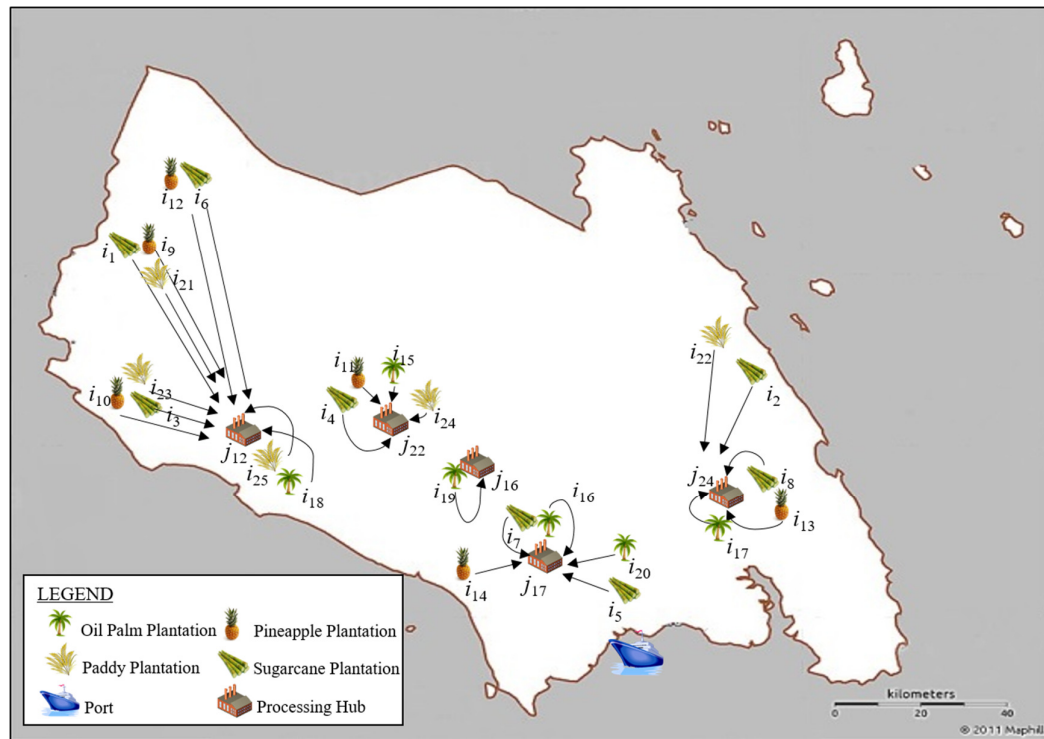 i12 i6
i1 i9
i21
i22
i11 i15
i23
i10
i3
i4 i24
i2
j12
j22
i25
i18
j24 i8
i19 j16 i16
i13
i17
i7
i20
i14 j17
i5
LEGEND
Oil Palm Plantation Pineapple Plantation
Paddy Plantation Sugarcane Plantation
Port Processing Hub
kilometers
0 20 40
© 2011 Maphill